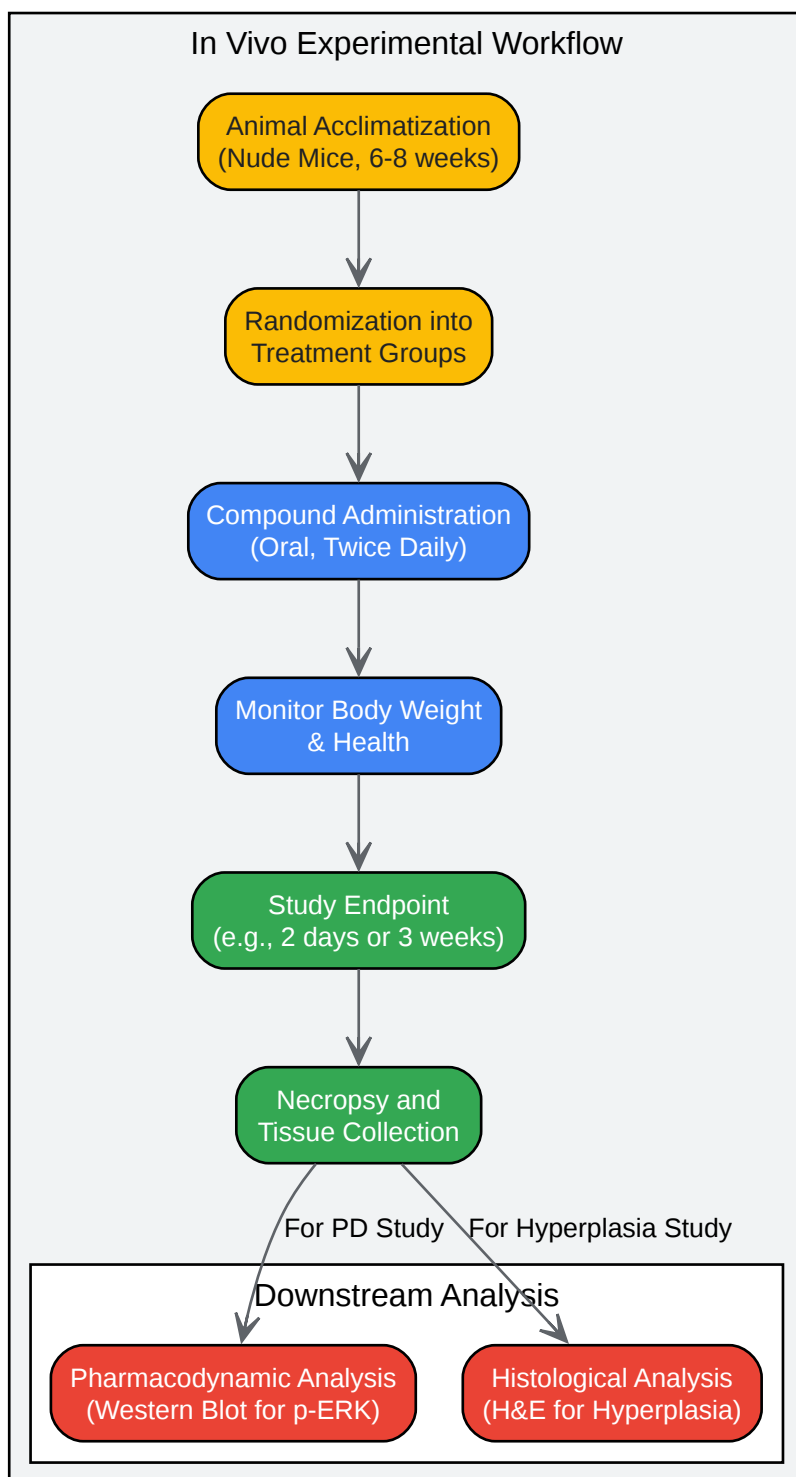 In Vivo Experimental Workflow
Animal Acclimatization
(Nude Mice, 6-8 weeks)
Randomization into
Treatment Groups
Compound Administration
(Oral, Twice Daily)
Monitor Body Weight
& Health
Study Endpoint
(e.g., 2 days or 3 weeks)
Necropsy and
Tissue Collection
For PD Study
For Hyperplasia Study
Downstream Analysis
Pharmacodynamic Analysis
(Western Blot for p-ERK)
Histological Analysis
(H&E for Hyperplasia)